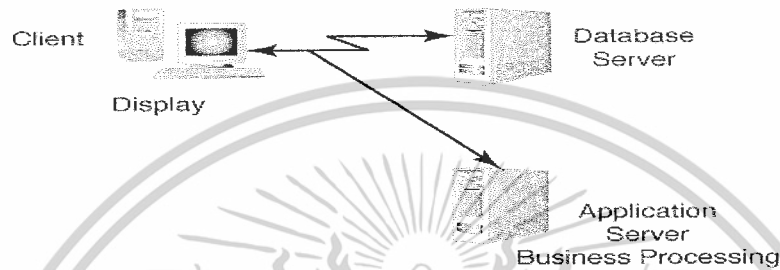 Client
Display
Database
Server
Application
Server
Business Processing